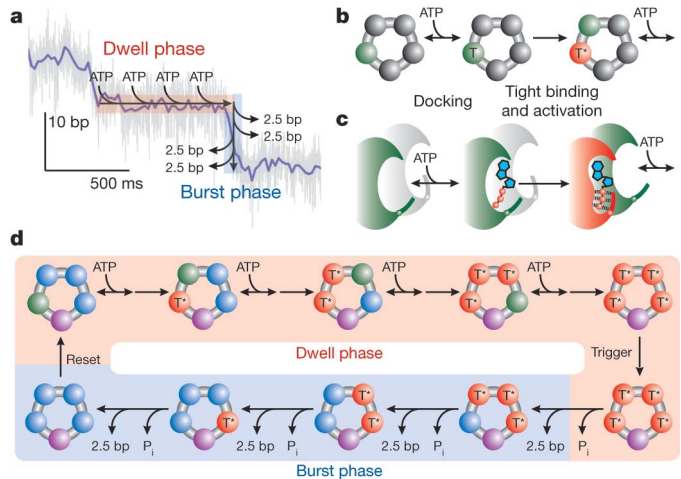 a
Dwell phase
ATP ATP ATP ATP
10 bp
500 ms
2.5 bp
2.5 bp
2.5 bp
2.5 bp
Burst phase
b
ATP
T
T*
ATP
Docking
Tight binding
and activation
c
ATP
ATP
d
ATP ATP ATP ATP
T*
T* T*
T* T* T*
T* T* T* T*
Dwell phase
Reset
Trigger
T*
T* T*
T* T* T* T*
T* T* T* T*
2.5 bp Pi 2.5 bp Pi 2.5 bp Pi 2.5 bp Pi
Burst phase